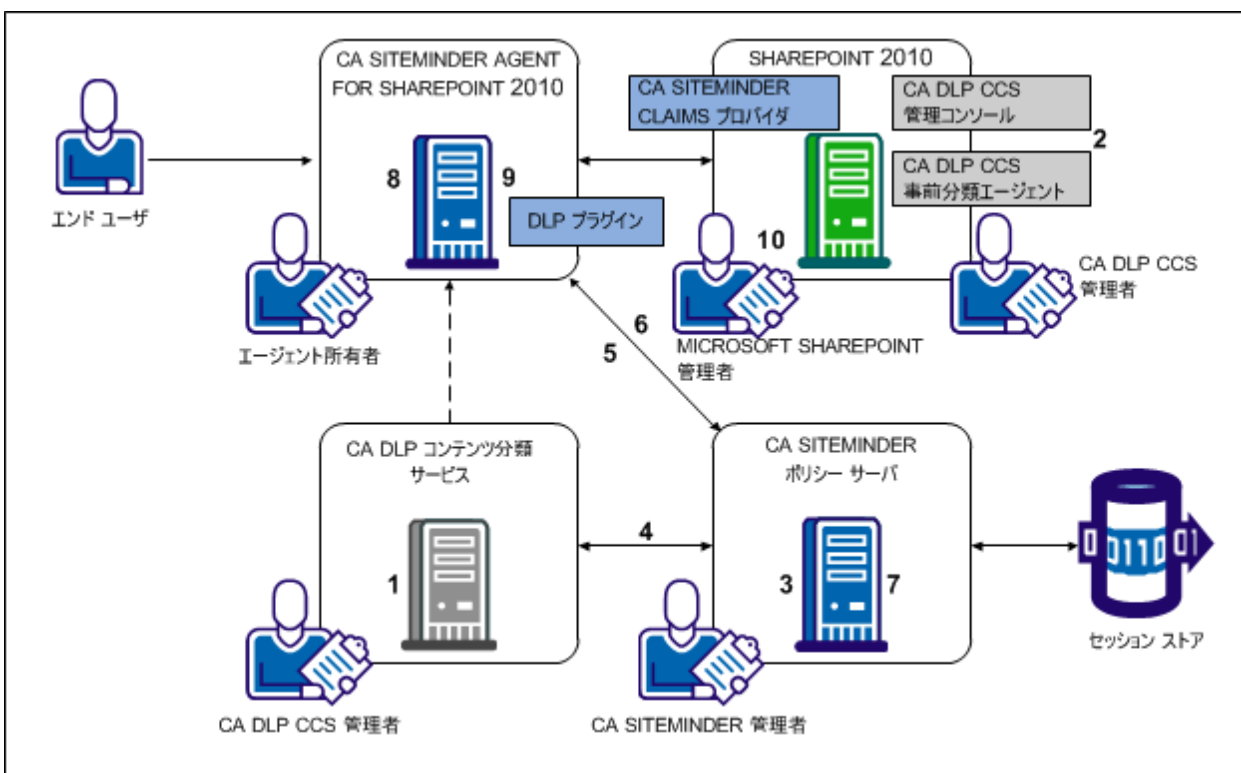 CA SITEMINDER AGENT
FOR SHAREPOINT 2010
8
9
DLP プラグイン
エンド ユーザ
エージェント所有者
SHAREPOINT 2010
CA SITEMINDER
CLAIMS プロバイダ
CA DLP CCS
管理コンソール
2
CA DLP CCS
事前分類エージェント
10
CA DLP CCS
管理者
MICROSOFT SHAREPOINT
管理者
6
5
CA DLP コンテンツ分類
サービス
1
4
CA DLP CCS 管理者
CA SITEMINDER
ポリシー サーバ
3
7
CA SITEMINDER 管理者
0 0110 01
セッション ストア